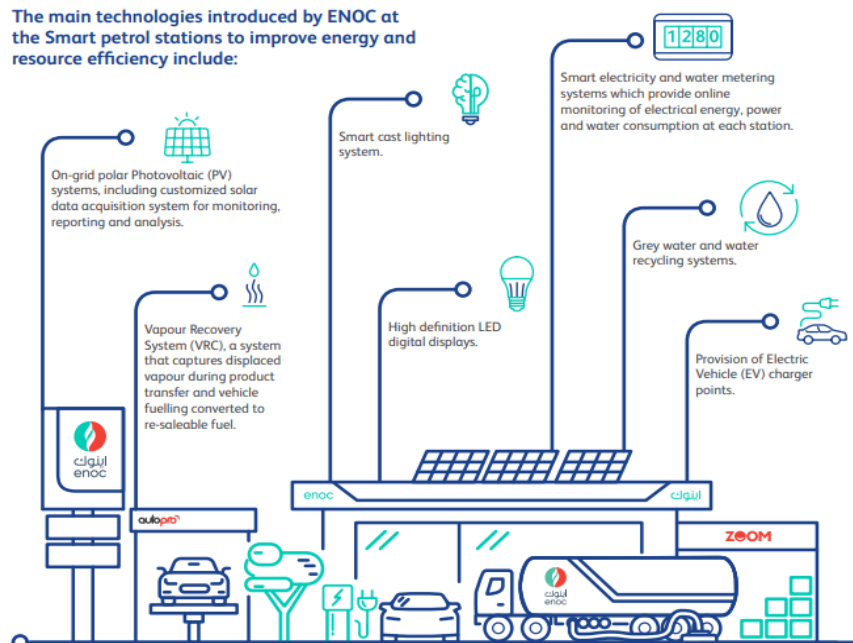 The main technologies introduced by ENOC at
the Smart petrol stations to improve energy and
resource efficiency include:
1280
Smart electricity and water metering
systems which provide online
monitoring of electrical energy, power
and water consumption at each station.
Smart cast lighting
system.
On-grid polar Photovoltaic (PV)
systems, including customized solar
data acquisition system for monitoring,
reporting and analysis.
Grey water and water
recycling systems.
Vapour Recovery
System (VRC), a system
that captures displaced
vapour during product
transfer and vehicle
fuelling converted to
re-saleable fuel.
High definition LED
digital displays.
Provision of Electric
Vehicle (EV) charger
points.
اينوك
enoc
autopro
enoc
اينوك
ZOOM
اينوك
enoc